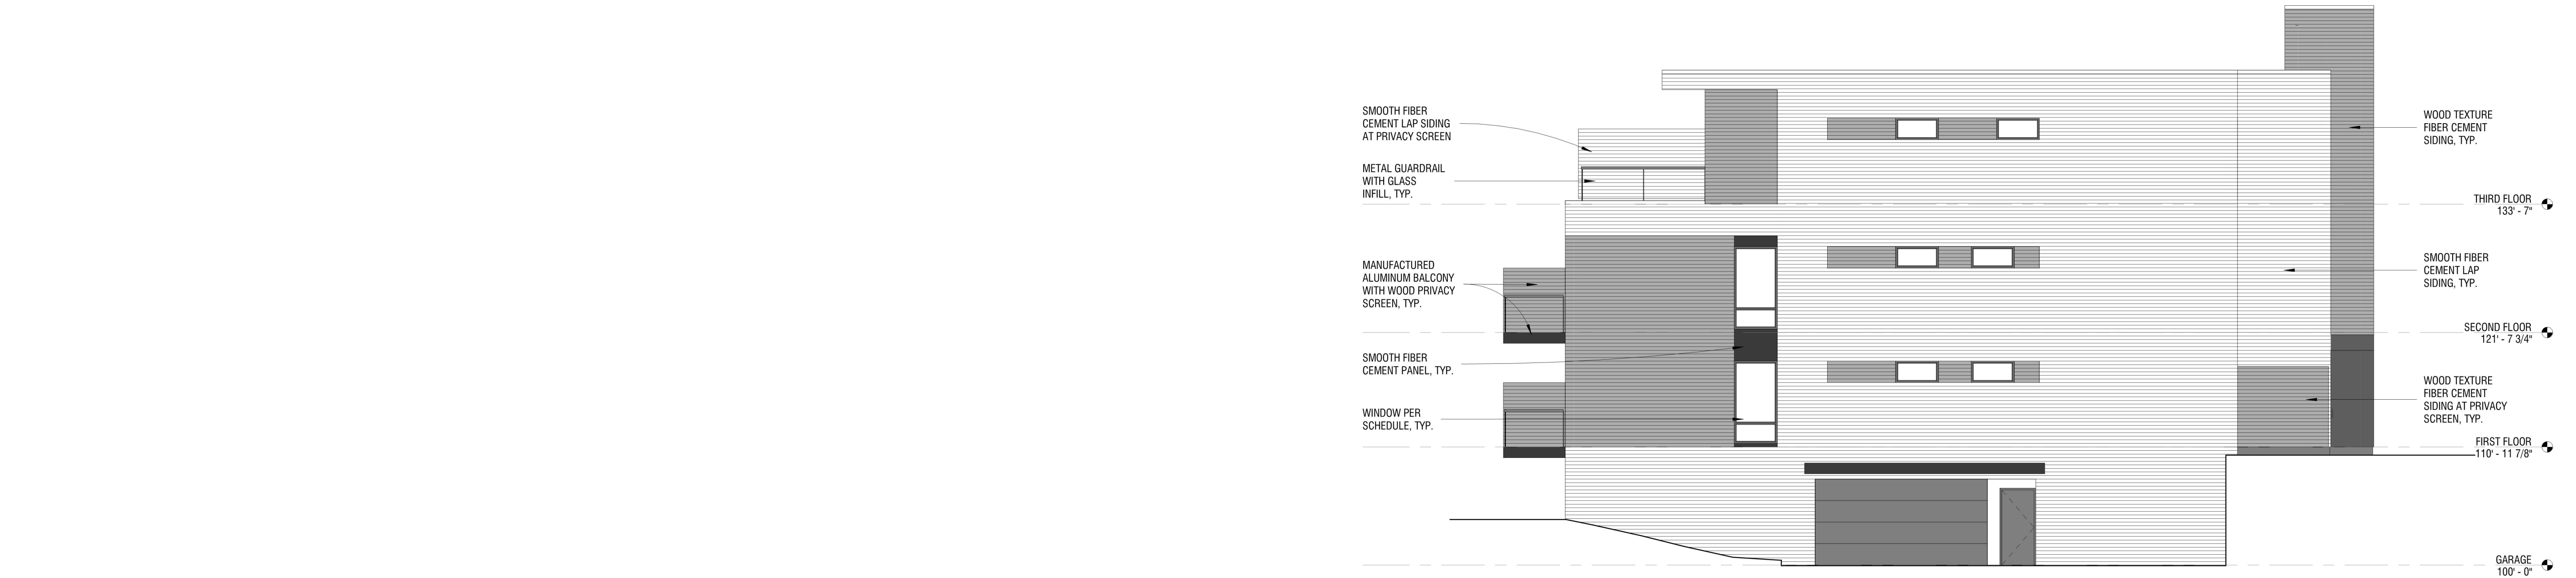 SMOOTH FIBER
CEMENT LAP SIDING
AT PRIVACY SCREEN
METAL GUARDRAIL
WITH GLASS
INFILL, TYP.
MANUFACTURED
ALUMINUM BALCONY
WITH WOOD PRIVACY
SCREEN, TYP.
SMOOTH FIBER
CEMENT PANEL, TYP.
WINDOW PER
SCHEDULE, TYP.
WOOD TEXTURE
FIBER CEMENT
SIDING, TYP.
THIRD FLOOR
133' - 7"
SMOOTH FIBER
CEMENT LAP
SIDING, TYP.
SECOND FLOOR
121' - 7 3/4"
WOOD TEXTURE
FIBER CEMENT
SIDING AT PRIVACY
SCREEN, TYP.
FIRST FLOOR
110' - 11 7/8"
GARAGE
100' - 0"